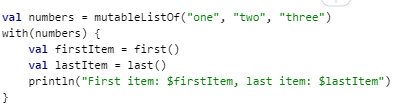 val numbers = mutableListOf("one", "two", "three")
with(numbers) {
    val firstItem = first()
    val lastItem = last()
    println("First item: $firstItem, last item: $lastItem")
}